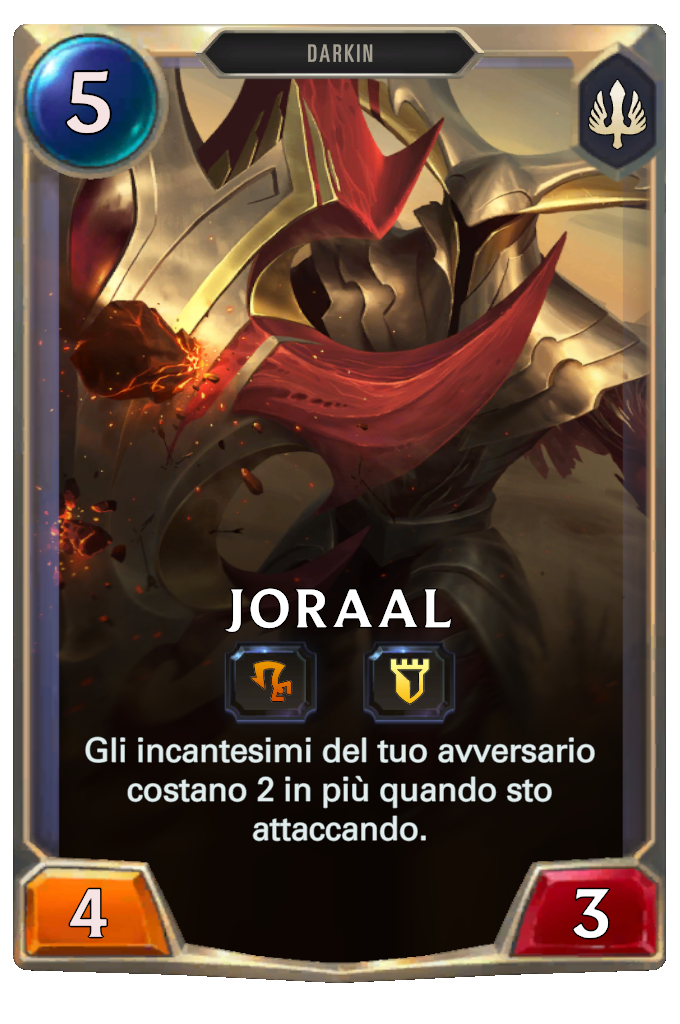 DARKIN
5
JORAAL
Gli incantesimi del tuo avversario
costano 2 in più quando sto
attaccando.
4
3